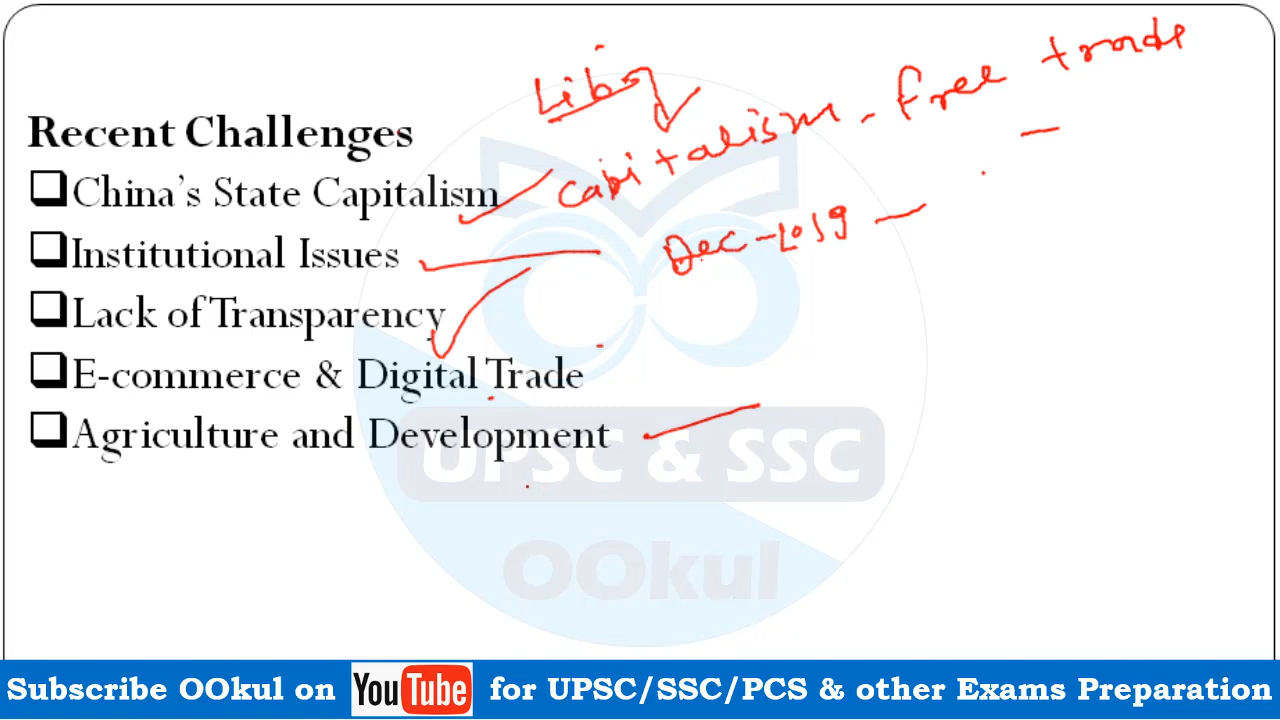 Lib
Capitalism - free trade
Recent Challenges
China's State Capitalism
Institutional Issues
Dec-2019
Lack of Transparency
E-commerce & Digital Trade
Agriculture and Development
UPSC & SSC
OOkul
Subscribe OOkul on YouTube for UPSC/SSC/PCS & other Exams Preparation